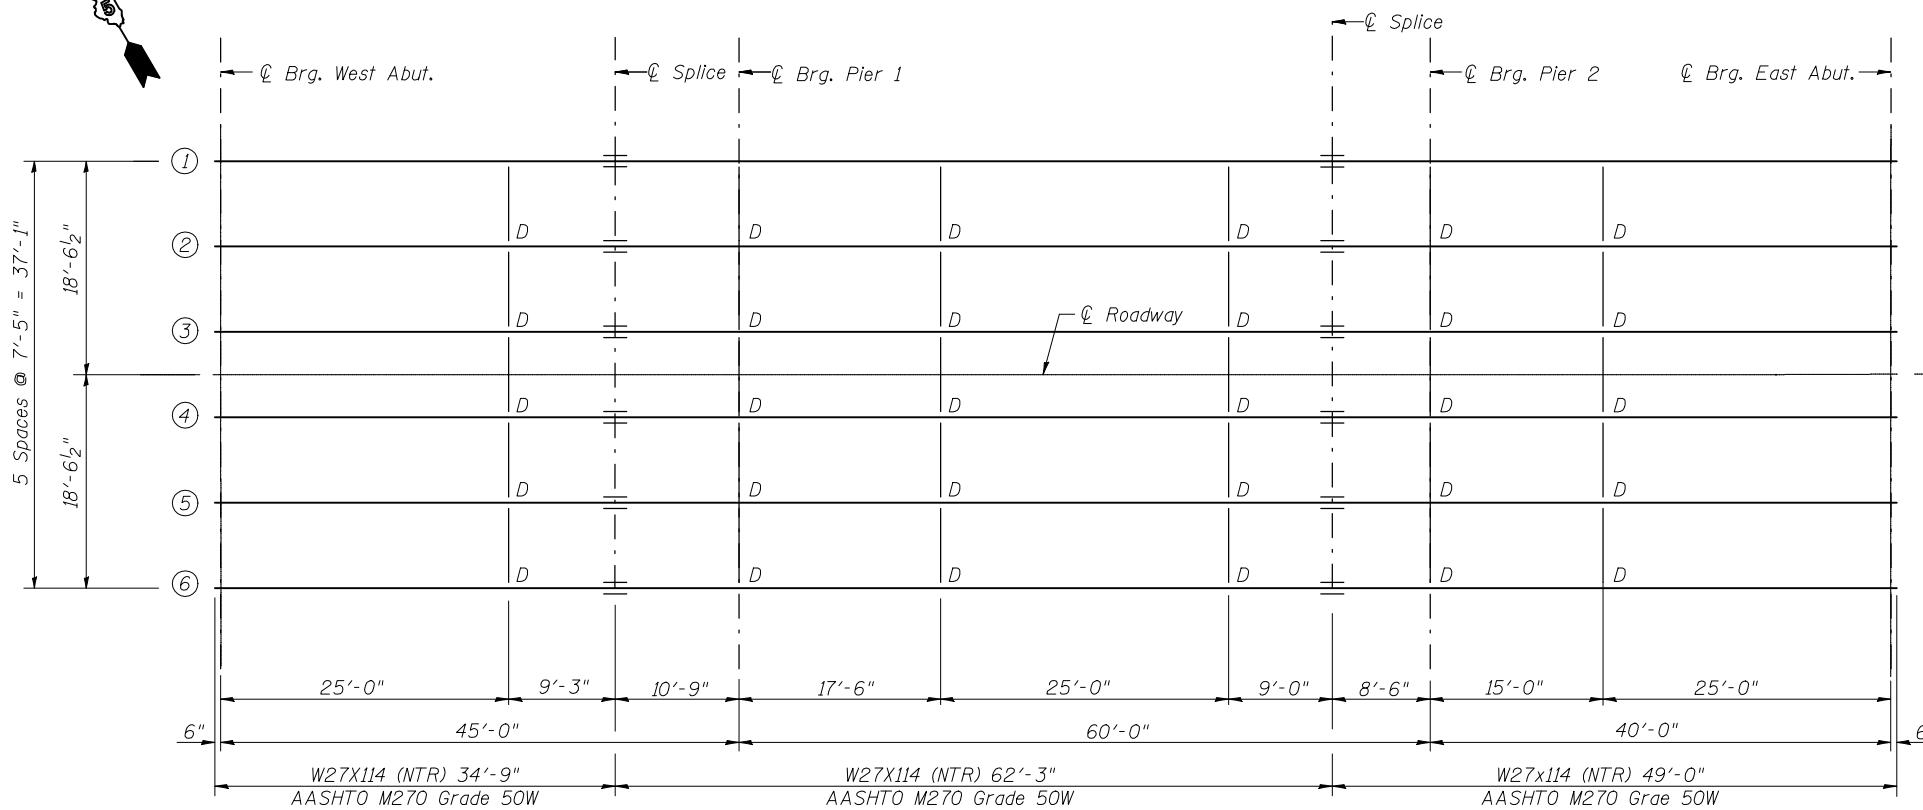 5
℄ Splice
℄ Brg. West Abut.
℄ Splice
℄ Brg. Pier 1
℄ Brg. Pier 2
℄ Brg. East Abut.
1
D D D D D D
2
D D D D D D
3
℄ Roadway
D D D D D D
4
D D D D D D
5
D D D D D D
6
5 Spaces @ 7'-5" = 37'-1"
18'-6½"
18'-6½"
25'-0" 9'-3" 10'-9" 17'-6" 25'-0" 9'-0" 8'-6" 15'-0" 25'-0"
6" 45'-0" 60'-0" 40'-0" 6
W27X114 (NTR) 34'-9" W27X114 (NTR) 62'-3" W27x114 (NTR) 49'-0"
AASHTO M270 Grade 50W AASHTO M270 Grade 50W AASHTO M270 Grae 50W